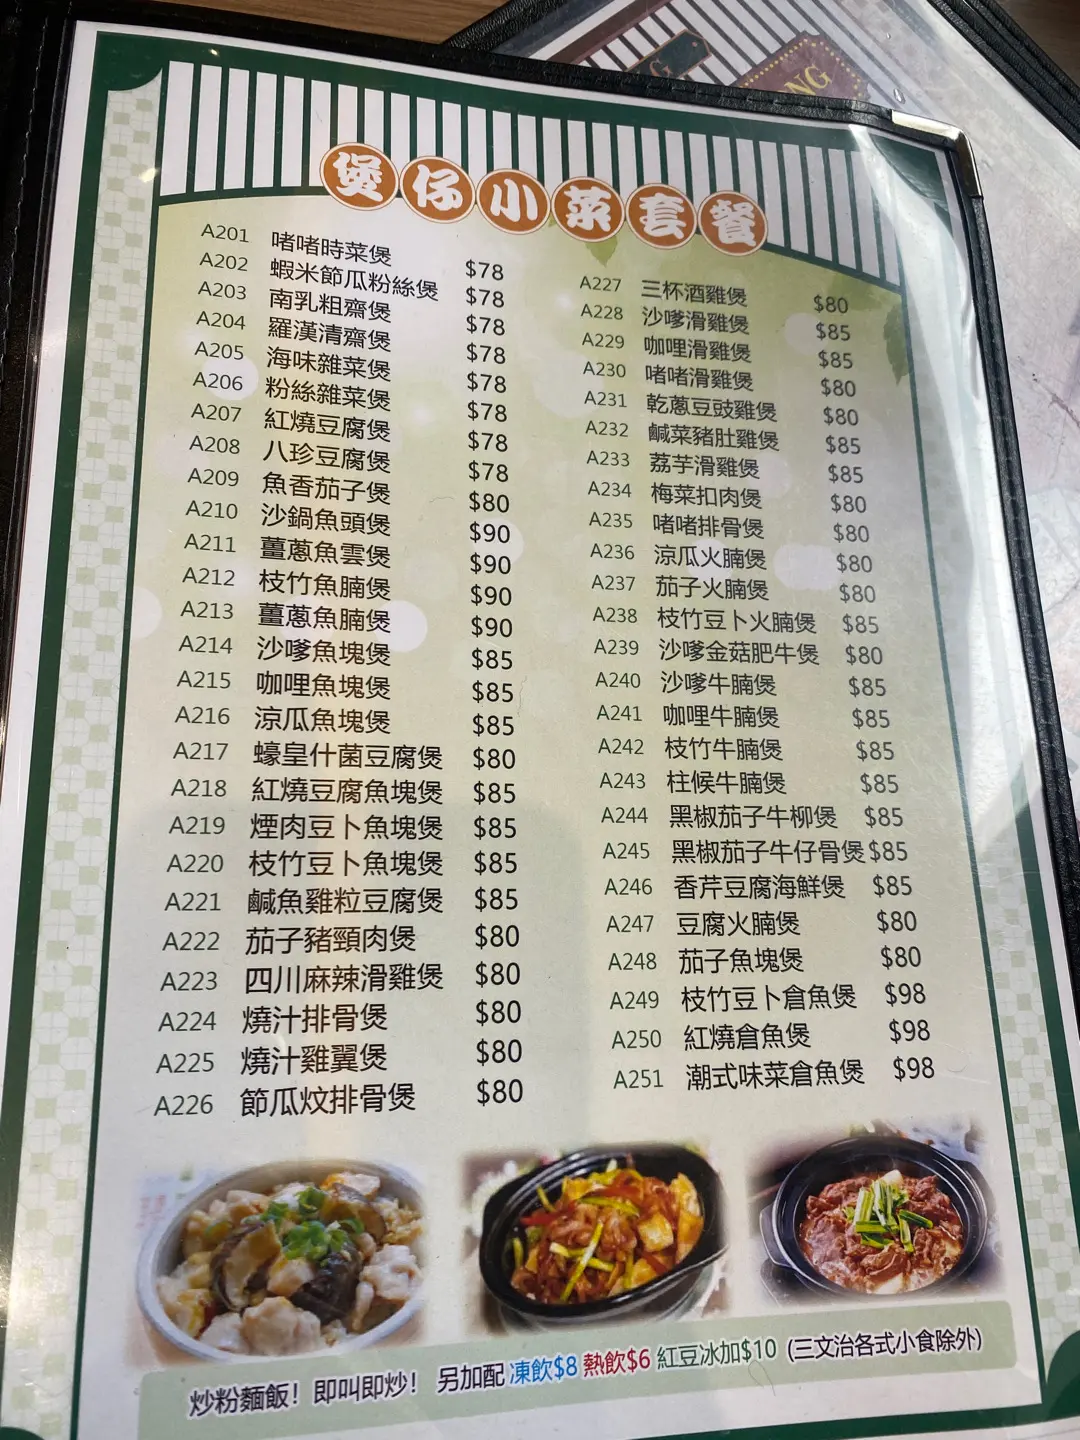 煲仔小菜套餐
A201 啫啫時菜煲 $78
A202 蝦米節瓜粉絲煲 $78
A203 南乳粗齋煲 $78
A204 羅漢清齋煲 $78
A205 海味雜菜煲 $78
A206 粉絲雜菜煲 $78
A207 紅燒豆腐煲 $78
A208 八珍豆腐煲 $78
A209 魚香茄子煲 $80
A210 沙鍋魚頭煲 $90
A211 薑蔥魚雲煲 $90
A212 枝竹魚腩煲 $90
A213 薑蔥魚腩煲 $90
A214 沙嗲魚塊煲 $85
A215 咖哩魚塊煲 $85
A216 涼瓜魚塊煲 $85
A217 蠔皇什菌豆腐煲 $80
A218 紅燒豆腐魚塊煲 $85
A219 煙肉豆卜魚塊煲 $85
A220 枝竹豆卜魚塊煲 $85
A221 鹹魚雞粒豆腐煲 $85
A222 茄子豬頸肉煲 $80
A223 四川麻辣滑雞煲 $80
A224 燒汁排骨煲 $80
A225 燒汁雞翼煲 $80
A226 節瓜炆排骨煲 $80
A227 三杯酒雞煲 $80
A228 沙嗲滑雞煲 $85
A229 咖哩滑雞煲 $85
A230 啫啫滑雞煲 $80
A231 乾蔥豆豉雞煲 $80
A232 鹹菜豬肚雞煲 $85
A233 荔芋滑雞煲 $85
A234 梅菜扣肉煲 $80
A235 啫啫排骨煲 $80
A236 涼瓜火腩煲 $80
A237 茄子火腩煲 $80
A238 枝竹豆卜火腩煲 $85
A239 沙嗲金菇肥牛煲 $80
A240 沙嗲牛腩煲 $85
A241 咖哩牛腩煲 $85
A242 枝竹牛腩煲 $85
A243 柱候牛腩煲 $85
A244 黑椒茄子牛柳煲 $85
A245 黑椒茄子牛仔骨煲 $85
A246 香芹豆腐海鮮煲 $85
A247 豆腐火腩煲 $80
A248 茄子魚塊煲 $80
A249 枝竹豆卜倉魚煲 $98
A250 紅燒倉魚煲 $98
A251 潮式味菜倉魚煲 $98
炒粉麵飯！即叫即炒！ 另加配 凍飲$8 熱飲$6 紅豆冰加$10 (三文治各式小食除外)